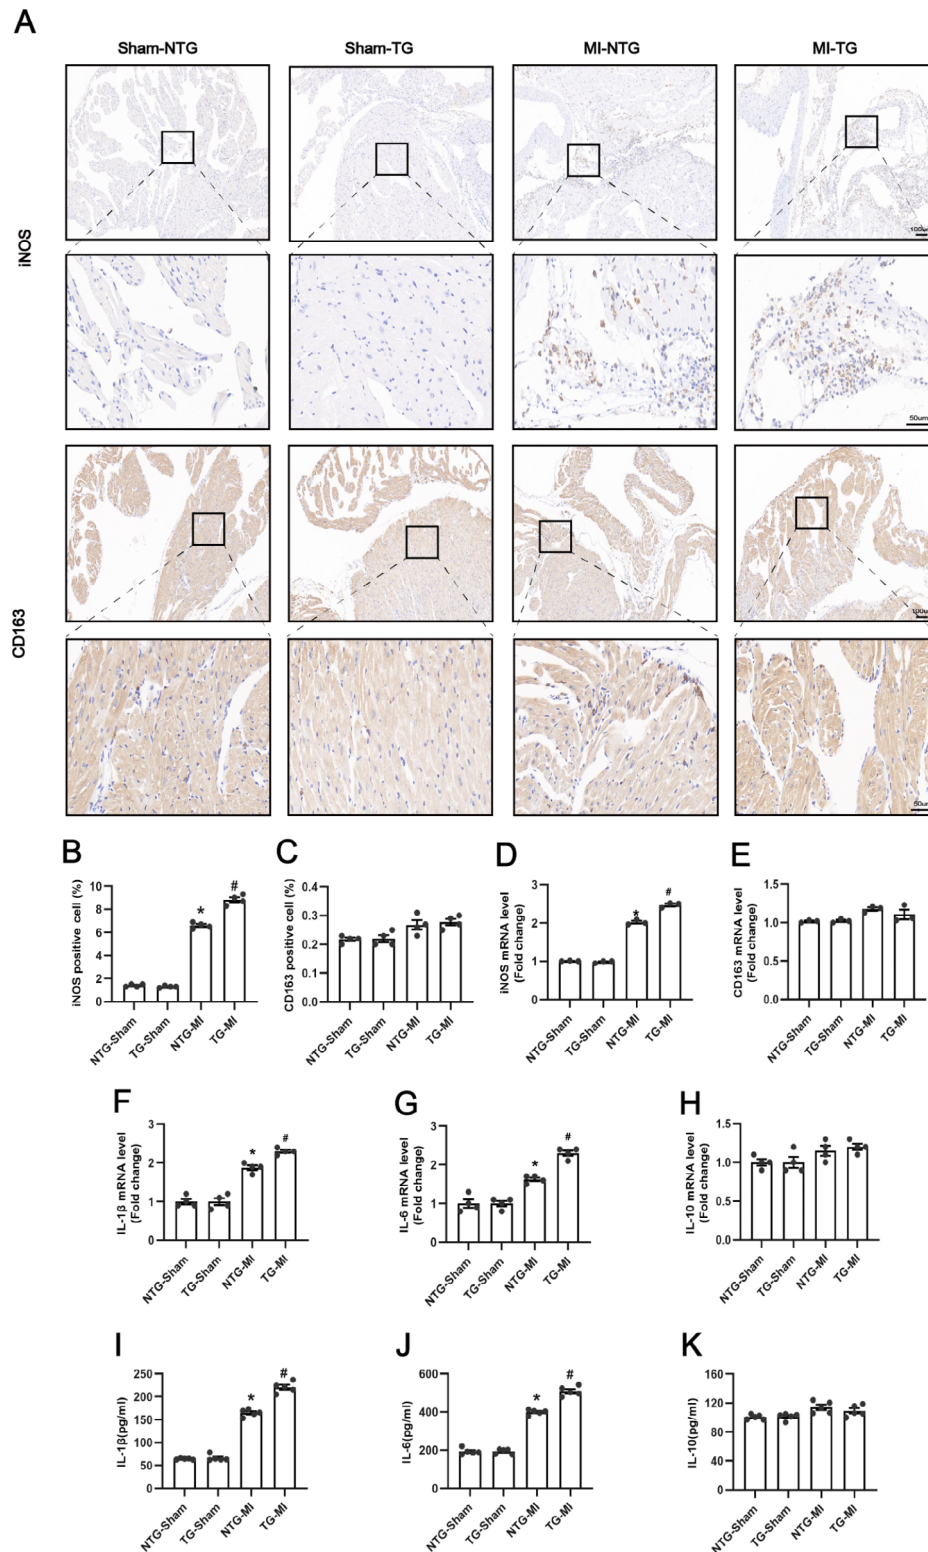 A
Sham-NTG
Sham-TG
MI-NTG
MI-TG
iNOS
100um
50um
CD163
100um
50um
B
iNOS positive cell (%)
10
8
6
4
2
0
*
#
NTG-Sham
TG-Sham
NTG-MI
TG-MI
C
CD163 positive cell (%)
0.4
0.3
0.2
0.1
0.0
NTG-Sham
TG-Sham
NTG-MI
TG-MI
D
iNOS mRNA level
(Fold change)
3
2
1
0
*
#
NTG-Sham
TG-Sham
NTG-MI
TG-MI
E
CD163 mRNA level
(Fold change)
1.5
1.0
0.5
0.0
NTG-Sham
TG-Sham
NTG-MI
TG-MI
F
IL-1β mRNA level
(Fold change)
3
2
1
0
*
#
NTG-Sham
TG-Sham
NTG-MI
TG-MI
G
IL-6 mRNA level
(Fold change)
3
2
1
0
*
#
NTG-Sham
TG-Sham
NTG-MI
TG-MI
H
IL-10 mRNA level
(Fold change)
1.5
1.0
0.5
0.0
NTG-Sham
TG-Sham
NTG-MI
TG-MI
I
IL-1β(pg/ml)
250
200
150
100
50
0
*
#
NTG-Sham
TG-Sham
NTG-MI
TG-MI
J
IL-6(pg/ml)
600
400
200
0
*
#
NTG-Sham
TG-Sham
NTG-MI
TG-MI
K
IL-10(pg/ml)
160
120
80
40
0
NTG-Sham
TG-Sham
NTG-MI
TG-MI